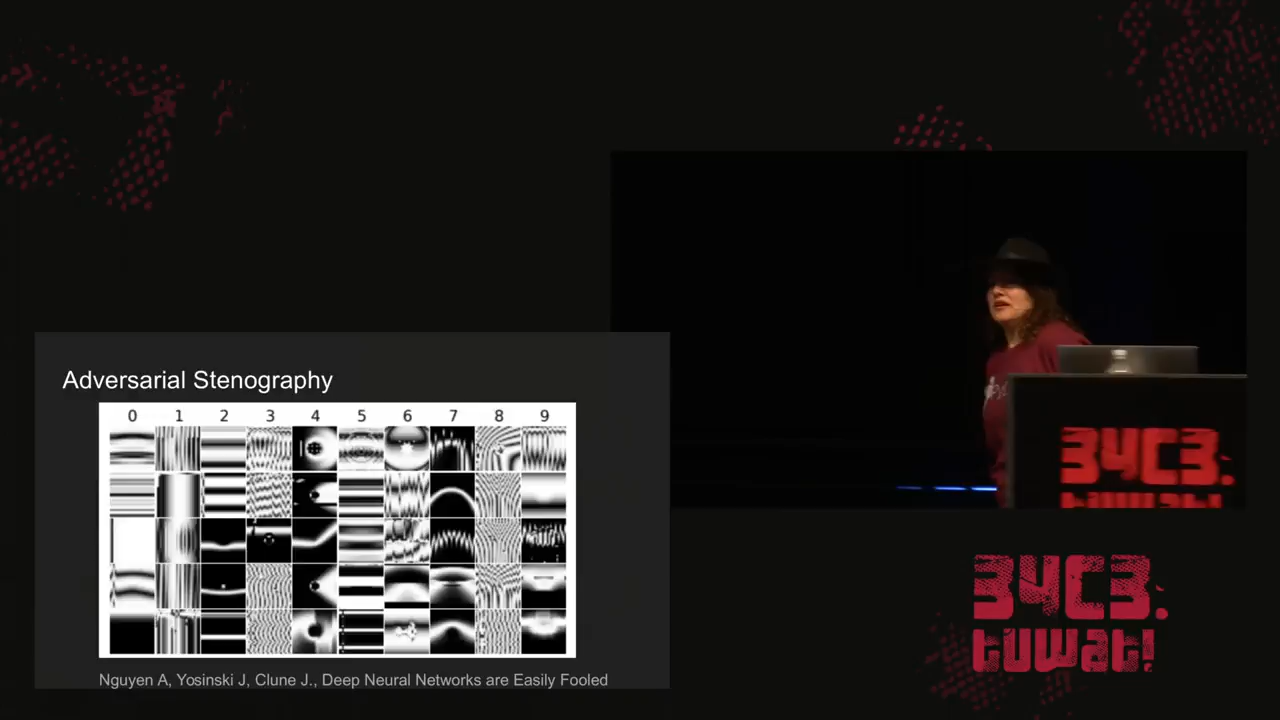 Adversarial Stenography
0 1 2 3 4 5 6 7 8 9
Nguyen A, Yosinski J, Clune J., Deep Neural Networks are Easily Fooled
34C3.
tuwat!
34C3.
tuwat!